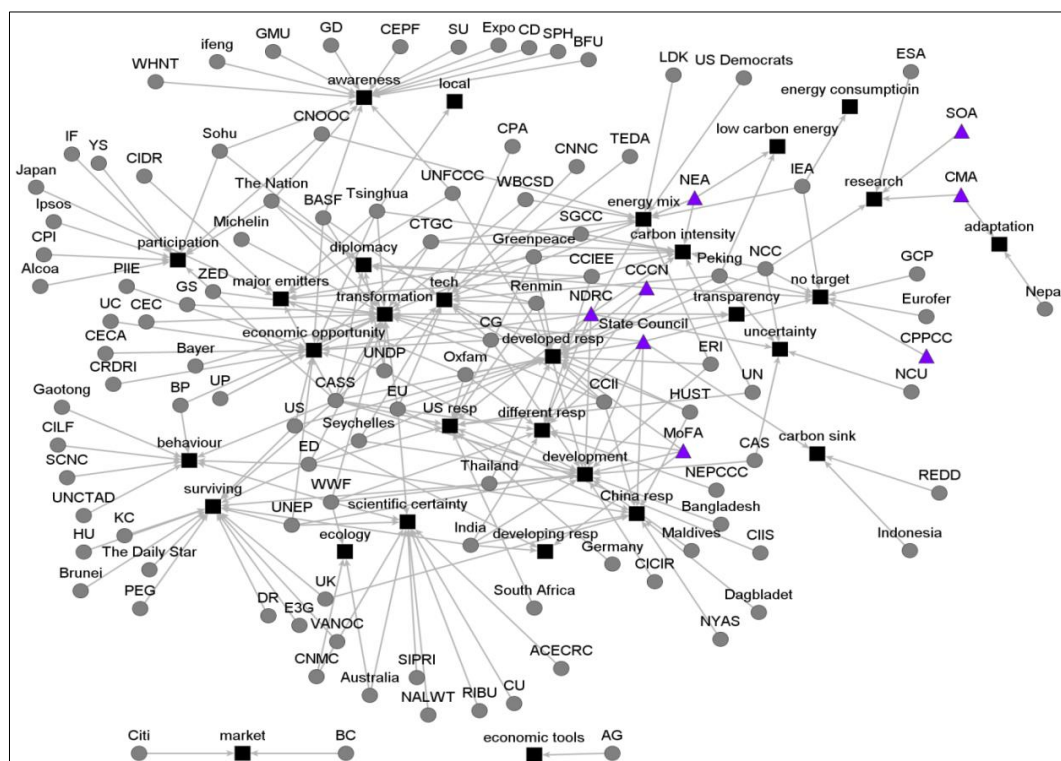 GD
CEPF
SU
Expo
CD
SPH
BFU
GMU
ifeng
WHNT
awareness
local
LDK
US Democrats
ESA
energy consumptioin
CNOOC
SOA
IF
YS
Sohu
CPA
TEDA
low carbon energy
CIDR
CNNC
Japan
The Nation
Tsinghua
UNFCCC
WBCSD
NEA
IEA
research
CMA
Ipsos
BASF
energy mix
Michelin
CTGC
SGCC
adaptation
CPI
participation
diplomacy
Greenpeace
carbon intensity
Alcoa
PIIE
ZED
major emitters
tech
CCIEE
CCCN
Peking
NCC
no target
GCP
GS
Renmin
NDRC
transparency
Nepa
UC
CEC
transformation
Eurofer
economic opportunity
CG
developed resp
State Council
uncertainty
CPPCC
CECA
Bayer
UNDP
Oxfam
ERI
CRDRI
UN
NCU
Gaotong
BP
UP
CASS
EU
CCII
HUST
CILF
US
Seychelles
US resp
different resp
MoFA
SCNC
behaviour
ED
development
CAS
carbon sink
Thailand
NEPCCC
REDD
UNCTAD
surviving
WWF
scientific certainty
China resp
Bangladesh
UNEP
HU
KC
ecology
India
developing resp
Maldives
CIIS
Indonesia
The Daily Star
Germany
CICIR
Brunei
UK
South Africa
Dagbladet
PEG
DR
E3G
NYAS
VANOC
CNMC
Australia
SIPRI
ACECRC
NALWT
RIBU
CU
Citi
market
BC
economic tools
AG